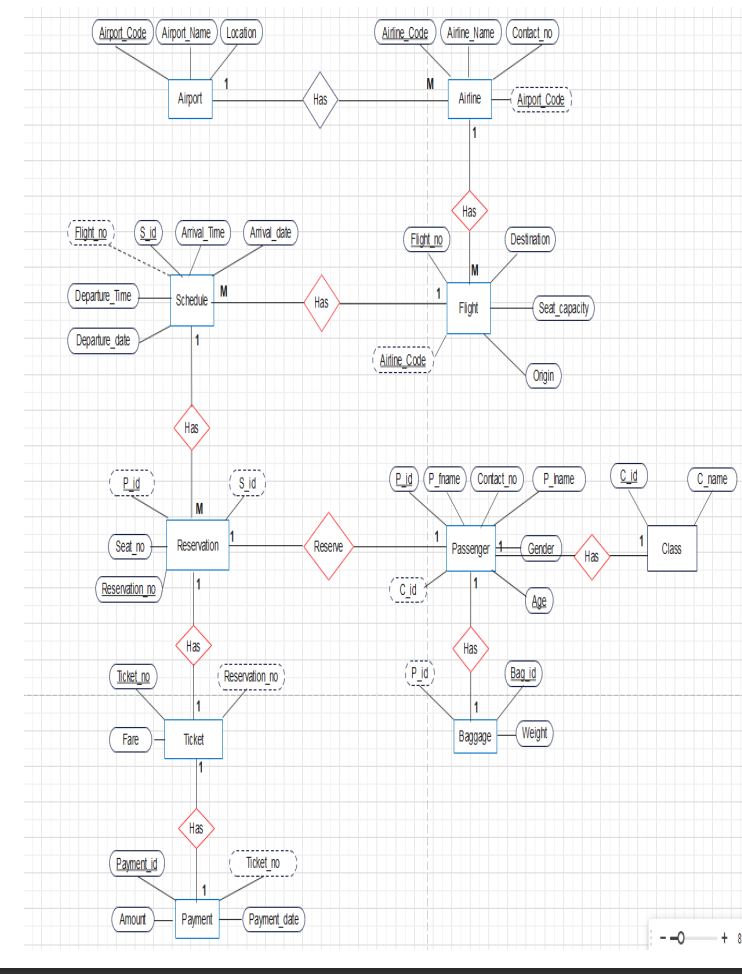 Airport_Code Airport_Name Location Airline_Code Airline_Name Contact_no
1 M
Airport Has Airline Airport_Code
1
Has
Flight_no S_id Arrival_Time Arrival_date Flight_no Destination
M
Departure_Time Schedule M Has 1 Flight Seat_capacity
Departure_date 1
Airline_Code Origin
Has
P_id S_id P_id P_fname Contact_no P_lname C_id C_name
M
Seat_no Reservation 1 Reserve 1 Passenger 1 Gender Has 1 Class
Reservation_no 1 C_id 1 Age
Has Has
Ticket_no Reservation_no P_id Bag_id
1 1
Fare Ticket Baggage Weight
1
Has
Payment_id Ticket_no
1
Amount Payment Payment_date
8